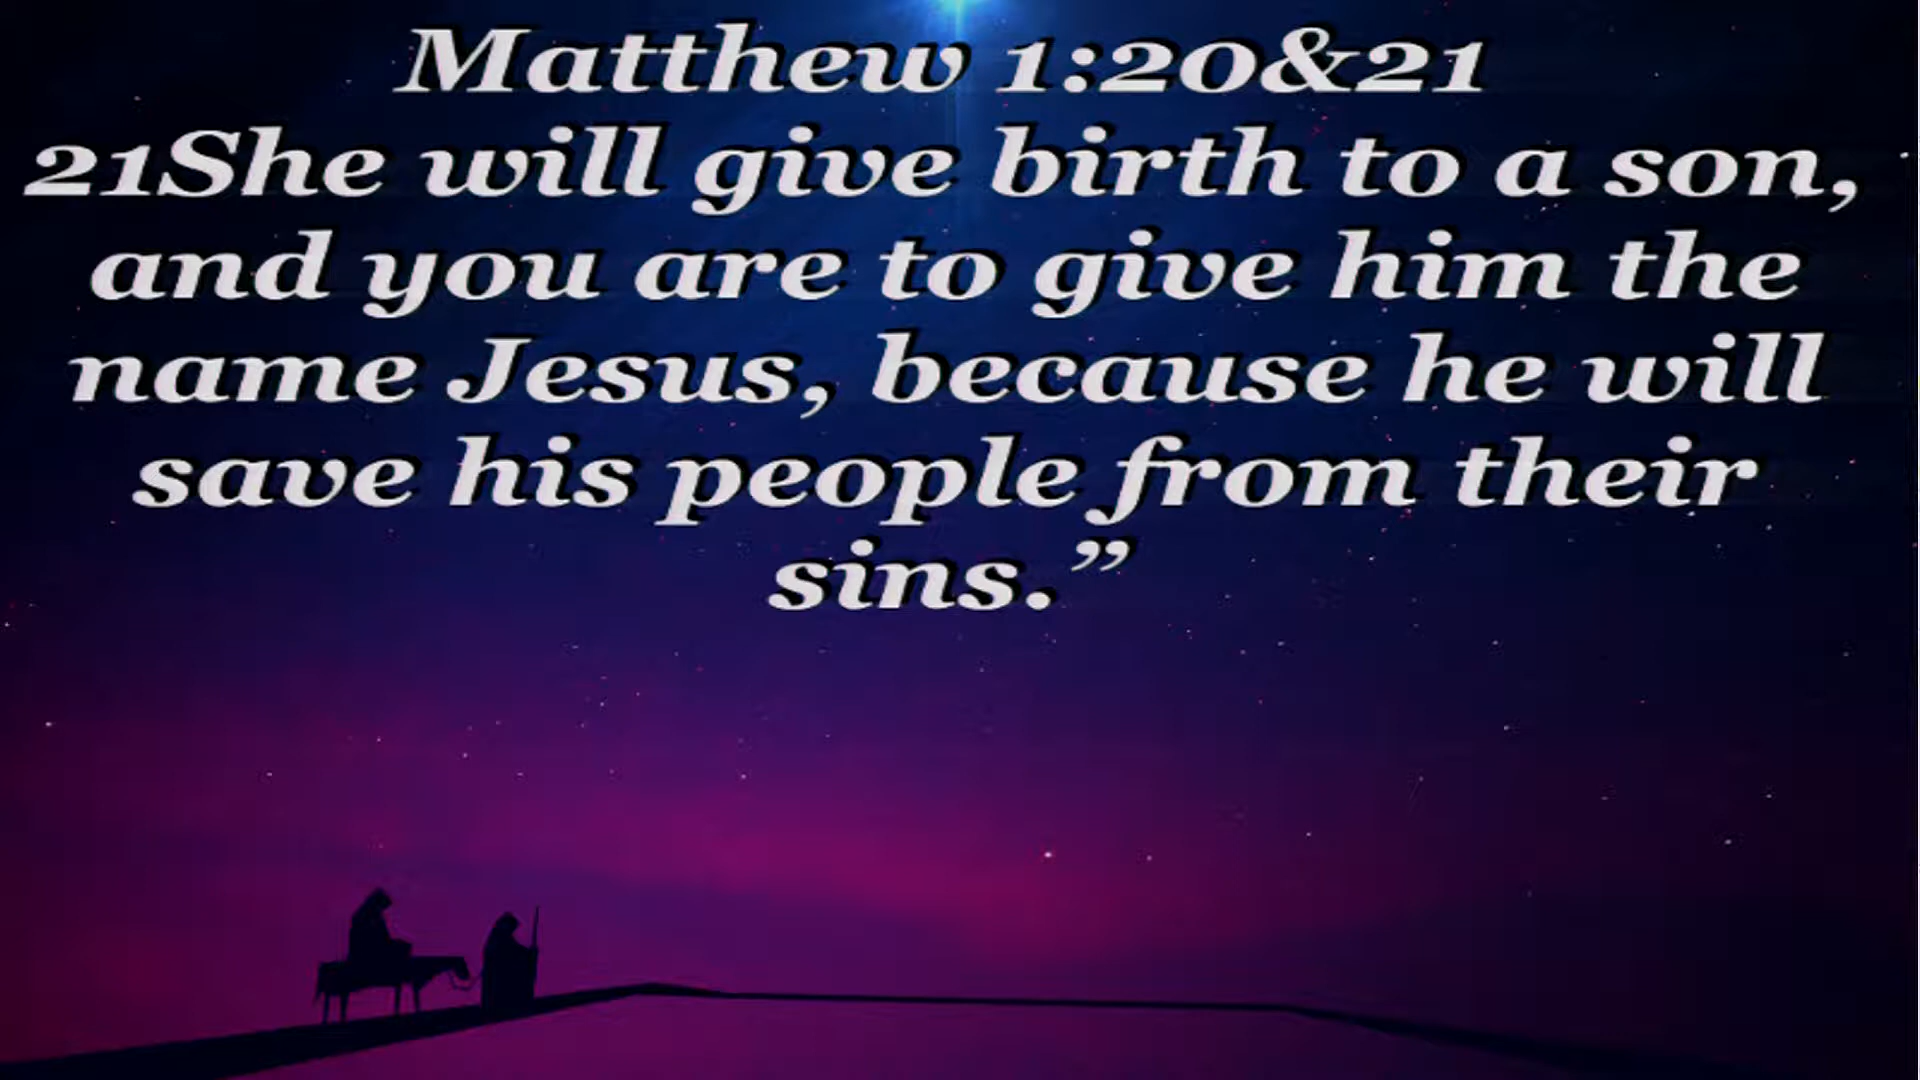 Matthew 1:20&21
21She will give birth to a son,
and you are to give him the
name Jesus, because he will
save his people from their
sins.”